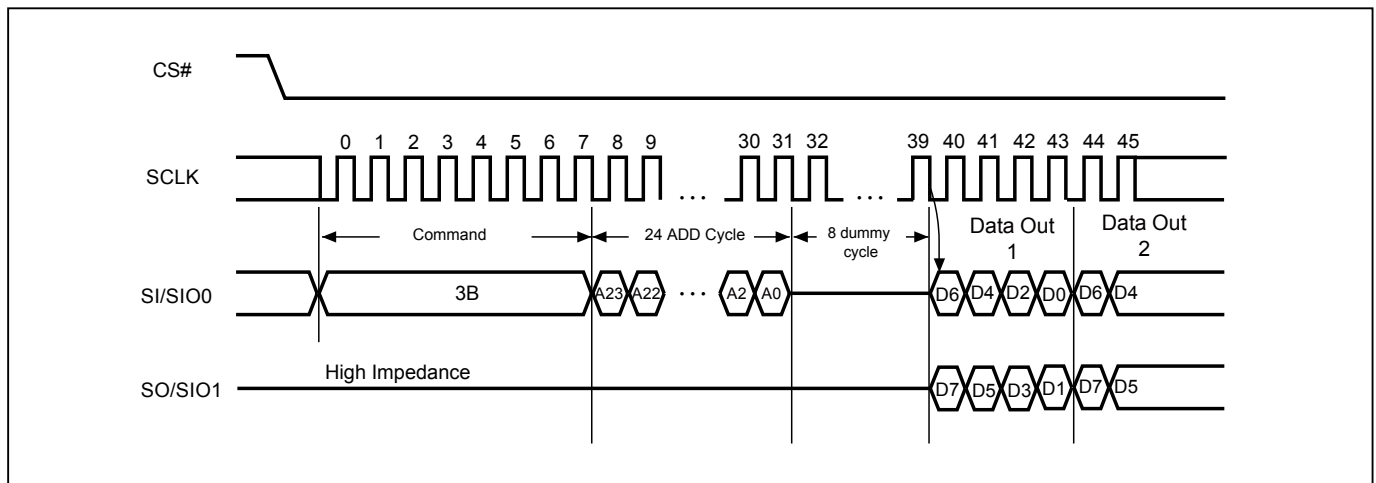 CS#
0 1 2 3 4 5 6 7 8 9 30 31 32 39 40 41 42 43 44 45
SCLK
...
...
Command
24 ADD Cycle
8 dummy
cycle
Data Out
1
Data Out
2
SI/SIO0
3B
A23 A22 ... A2 A0
D6 D4 D2 D0 D6 D4
High Impedance
SO/SIO1
D7 D5 D3 D1 D7 D5